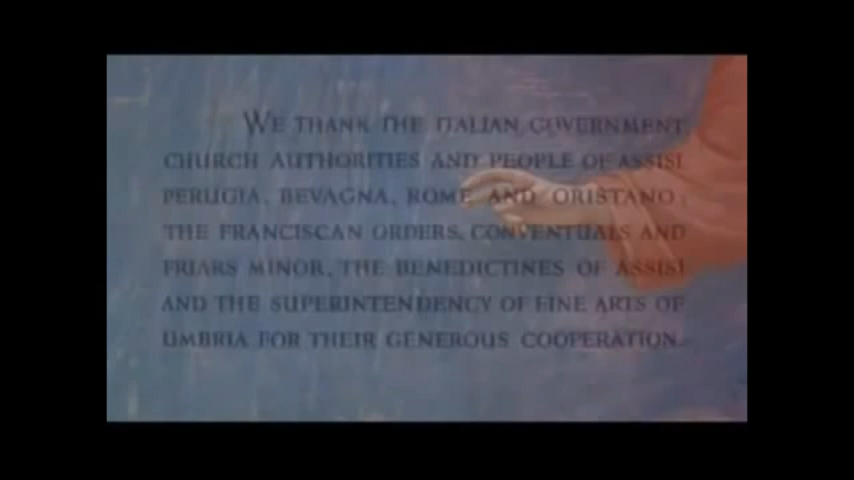 WE THANK THE ITALIAN GOVERNMENT,
CHURCH AUTHORITIES AND PEOPLE OF ASSISI
PERUGIA, BEVAGNA, ROME AND ORISTANO;
THE FRANCISCAN ORDERS, CONVENTUALS AND
FRIARS MINOR, THE BENEDICTINES OF ASSISI
AND THE SUPERINTENDENCY OF FINE ARTS OF
UMBRIA FOR THEIR GENEROUS COOPERATION.